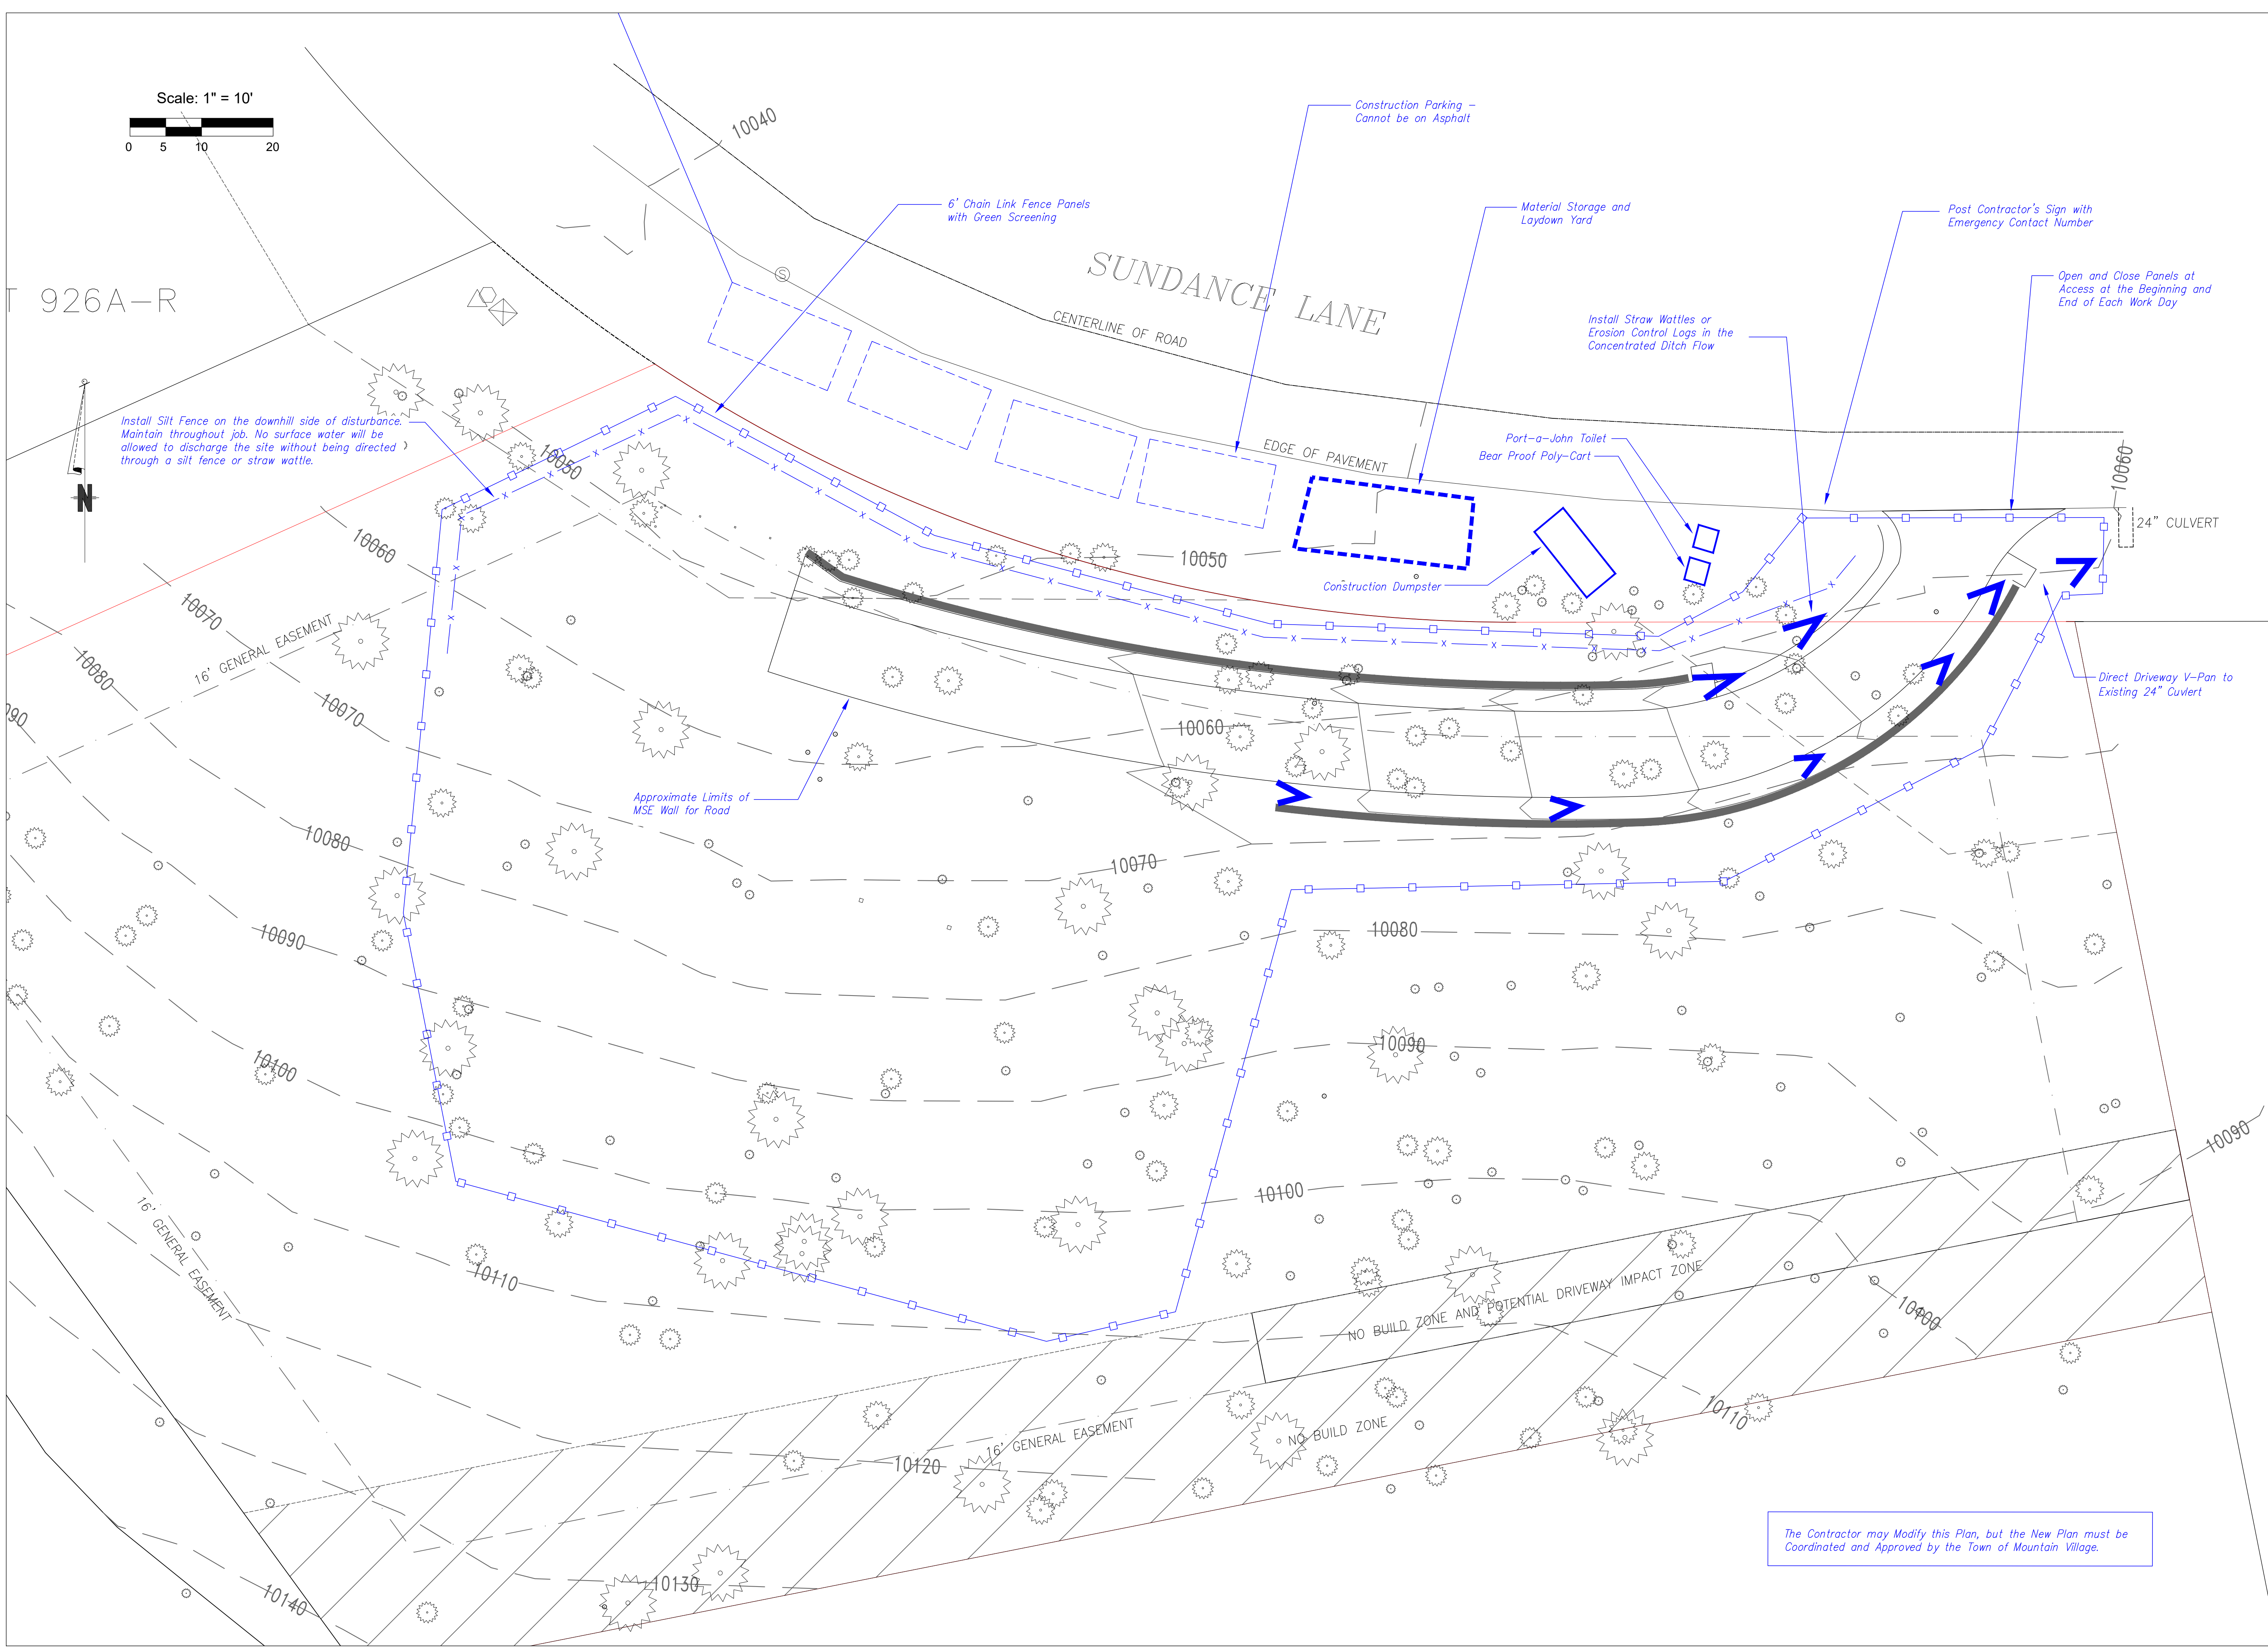 Scale: 1" = 10'
0 5 10 20
10040
Construction Parking –
Cannot be on Asphalt
6' Chain Link Fence Panels
with Green Screening
Material Storage and
Laydown Yard
Post Contractor's Sign with
Emergency Contact Number
SUNDANCE LANE
CENTERLINE OF ROAD
Open and Close Panels at
Access at the Beginning and
End of Each Work Day
T 926A-R
S
Install Straw Wattles or
Erosion Control Logs in the
Concentrated Ditch Flow
Install Silt Fence on the downhill side of disturbance.
Maintain throughout job. No surface water will be
allowed to discharge the site without being directed
through a silt fence or straw wattle.
N
EDGE OF PAVEMENT
Port-a-John Toilet
Bear Proof Poly-Cart
10060
24" CULVERT
10050
10060
10050
Construction Dumpster
10070
16' GENERAL EASEMENT
10080
10070
090
Direct Driveway V-Pan to
Existing 24" Cuvlert
10060
Approximate Limits of
MSE Wall for Road
10080
10070
10090
10080
10100
10090
10090
10100
16' GENERAL EASEMENT
10110
NO BUILD ZONE AND POTENTIAL DRIVEWAY IMPACT ZONE
10100
10110
NO BUILD ZONE
16' GENERAL EASEMENT
10120
10130
10140
The Contractor may Modify this Plan, but the New Plan must be
Coordinated and Approved by the Town of Mountain Village.